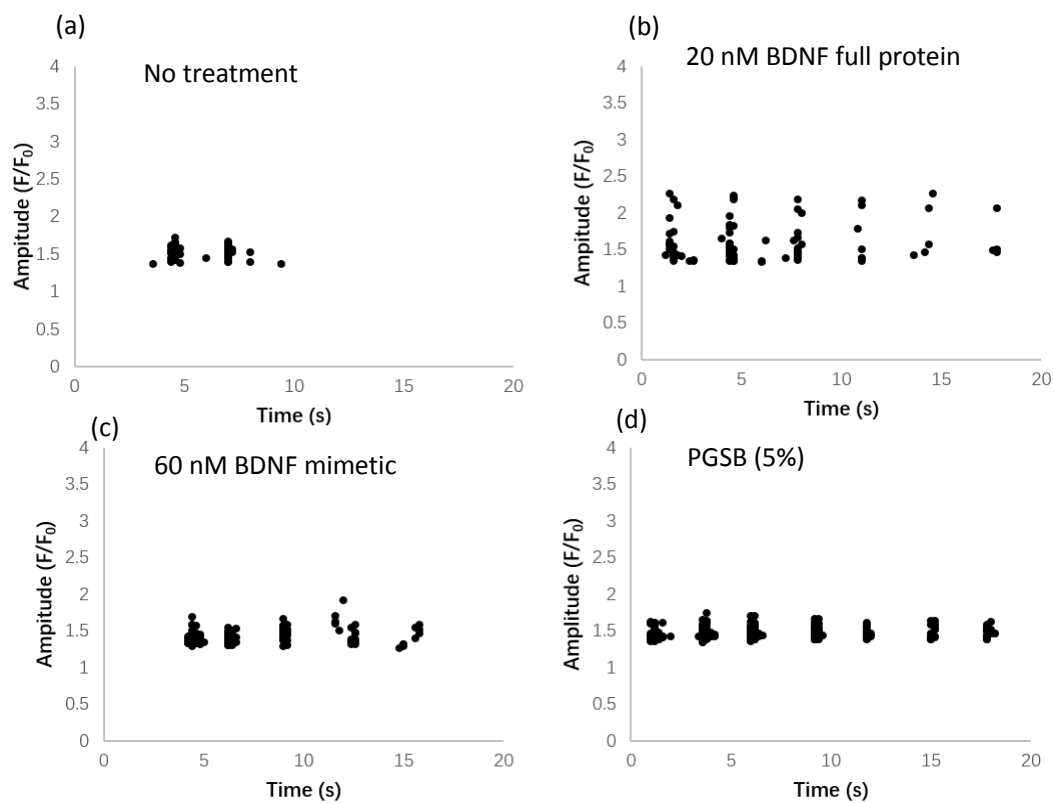 (a)
No treatment
4
3.5
3
2.5
2
1.5
1
0.5
0
0 5 10 15 20
Ampitude (F/F₀)
Time (s)
(b)
20 nM BDNF full protein
4
3.5
3
2.5
2
1.5
1
0.5
0
0 5 10 15 20
Ampitude (F/F₀)
Time (s)
(c)
60 nM BDNF mimetic
4
3.5
3
2.5
2
1.5
1
0.5
0
0 5 10 15 20
Ampitude (F/F₀)
Time (s)
(d)
PGSB (5%)
4
3.5
3
2.5
2
1.5
1
0.5
0
0 5 10 15 20
Amplitude (F/F₀)
Time (s)